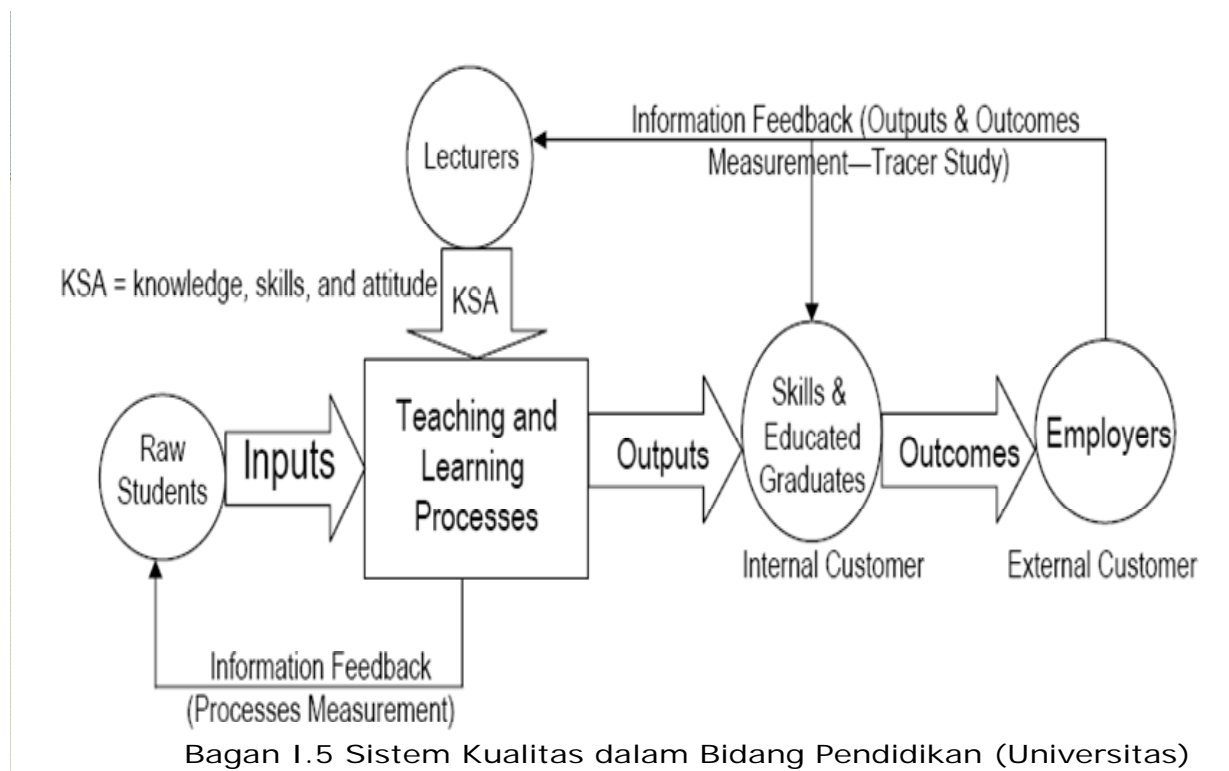 Information Feedback (Outputs & Outcomes
Measurement—Tracer Study)
Lecturers
KSA = knowledge, skills, and attitude
KSA
Raw
Students
Inputs
Teaching and
Learning
Processes
Outputs
Skills &
Educated
Graduates
Outcomes
Employers
Internal Customer
External Customer
Information Feedback
(Processes Measurement)
Bagan I.5 Sistem Kualitas dalam Bidang Pendidikan (Universitas)